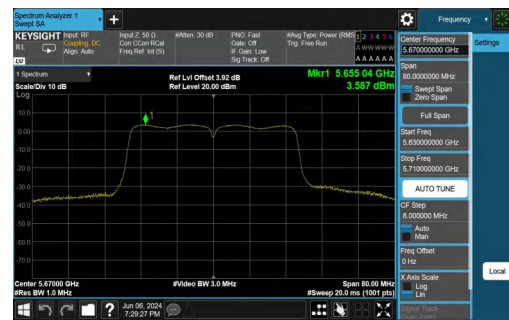 Spectrum Analyzer 1
Swept SA
Frequency
KEYSIGHT
Input: RF
Input Z: 50 Ω
#Atten: 30 dB
PNO: Fast
#Avg Type: Power (RMS
1 2 3 4 5 6
RL
Coupling: DC
Corr CCorr RCal
Gate: Off
Trig: Free Run
Align: Auto
Freq Ref: Int (S)
IF Gain: Low
A W W W W W
Sig Track: Off
A A A A A A
LW
1 Spectrum
Ref Lvl Offset 3.92 dB
Mkr1 5.655 04 GHz
Scale/Div 10 dB
Ref Level 20.00 dBm
3.587 dBm
Log
1
10.0
0.00
-10.0
-20.0
-30.0
-40.0
-50.0
-60.0
-70.0
Center 5.67000 GHz
#Video BW 3.0 MHz
Span 80.00 MHz
#Res BW 1.0 MHz
#Sweep 20.0 ms (1001 pts)
Jun 06, 2024
7:29:27 PM
Center Frequency
5.670000000 GHz
Settings
Span
80.0000000 MHz
Swept Span
Zero Span
Full Span
Start Freq
5.630000000 GHz
Stop Freq
5.710000000 GHz
AUTO TUNE
CF Step
8.000000 MHz
Auto
Man
Freq Offset
0 Hz
X Axis Scale
Log
Lin
Local
Signal Track